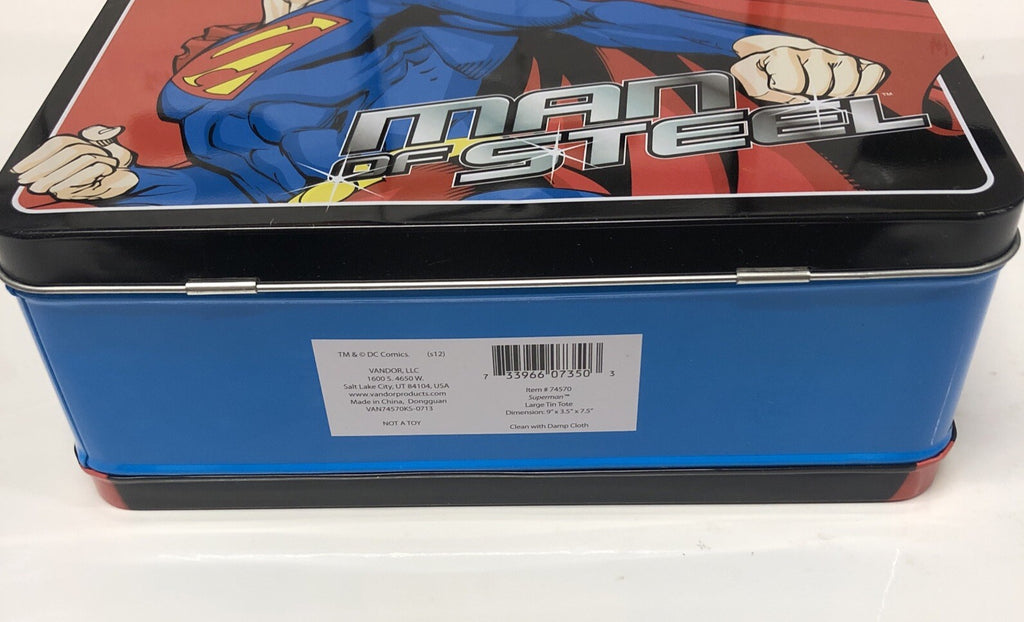 MAN
OF STEEL™
TM & © DC Comics. (s12)
VANDOR, LLC
1600 S. 4650 W.
Salt Lake City, UT 84104, USA
www.vandorproducts.com
Made in China, Dongguan
VAN74570KS-0713
NOT A TOY
7 33966 07350 3
Item # 74570
Superman™
Large Tin Tote
Dimension: 9" x 3.5" x 7.5"
Clean with Damp Cloth